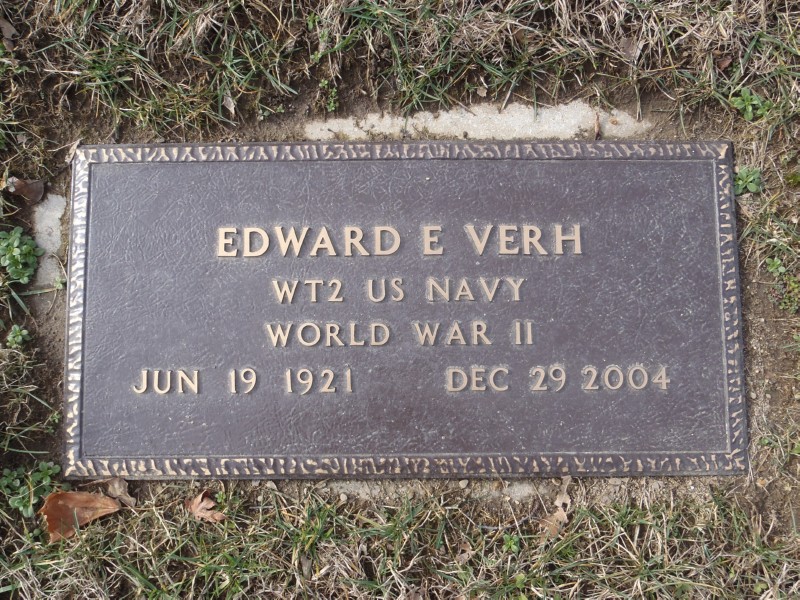 EDWARD E VERH
WT2 US NAVY
WORLD WAR II
JUN 19 1921 DEC 29 2004